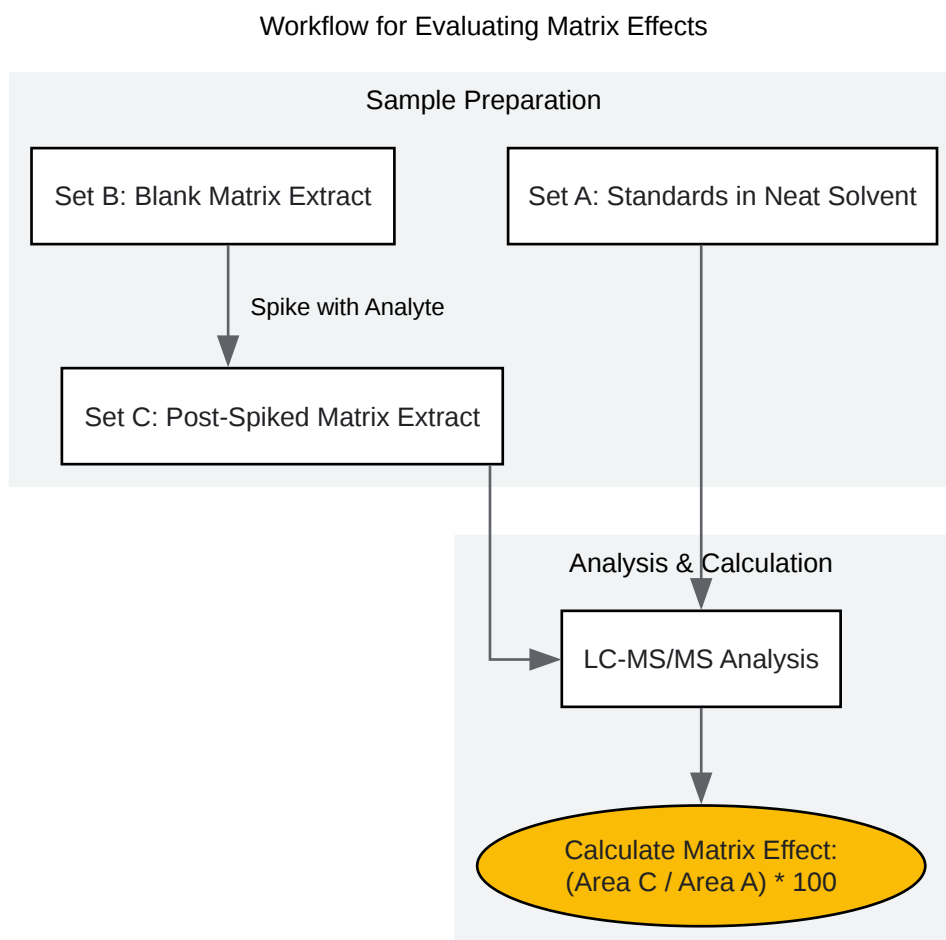 Workflow for Evaluating Matrix Effects
Sample Preparation
Set B: Blank Matrix Extract
Set A: Standards in Neat Solvent
Spike with Analyte
Set C: Post-Spiked Matrix Extract
Analysis & Calculation
LC-MS/MS Analysis
Calculate Matrix Effect:
(Area C / Area A) * 100